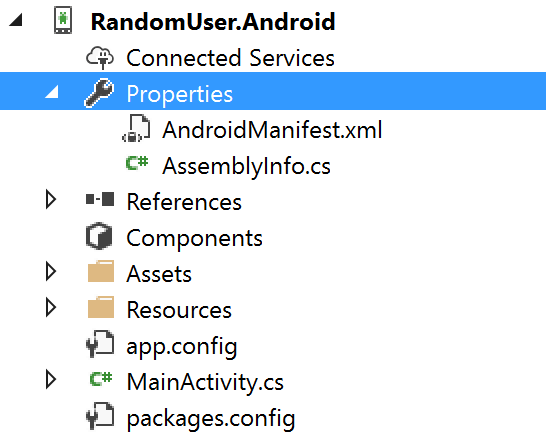 RandomUser.Android
Connected Services
Properties
AndroidManifest.xml
C# AssemblyInfo.cs
References
Components
Assets
Resources
app.config
C# MainActivity.cs
packages.config